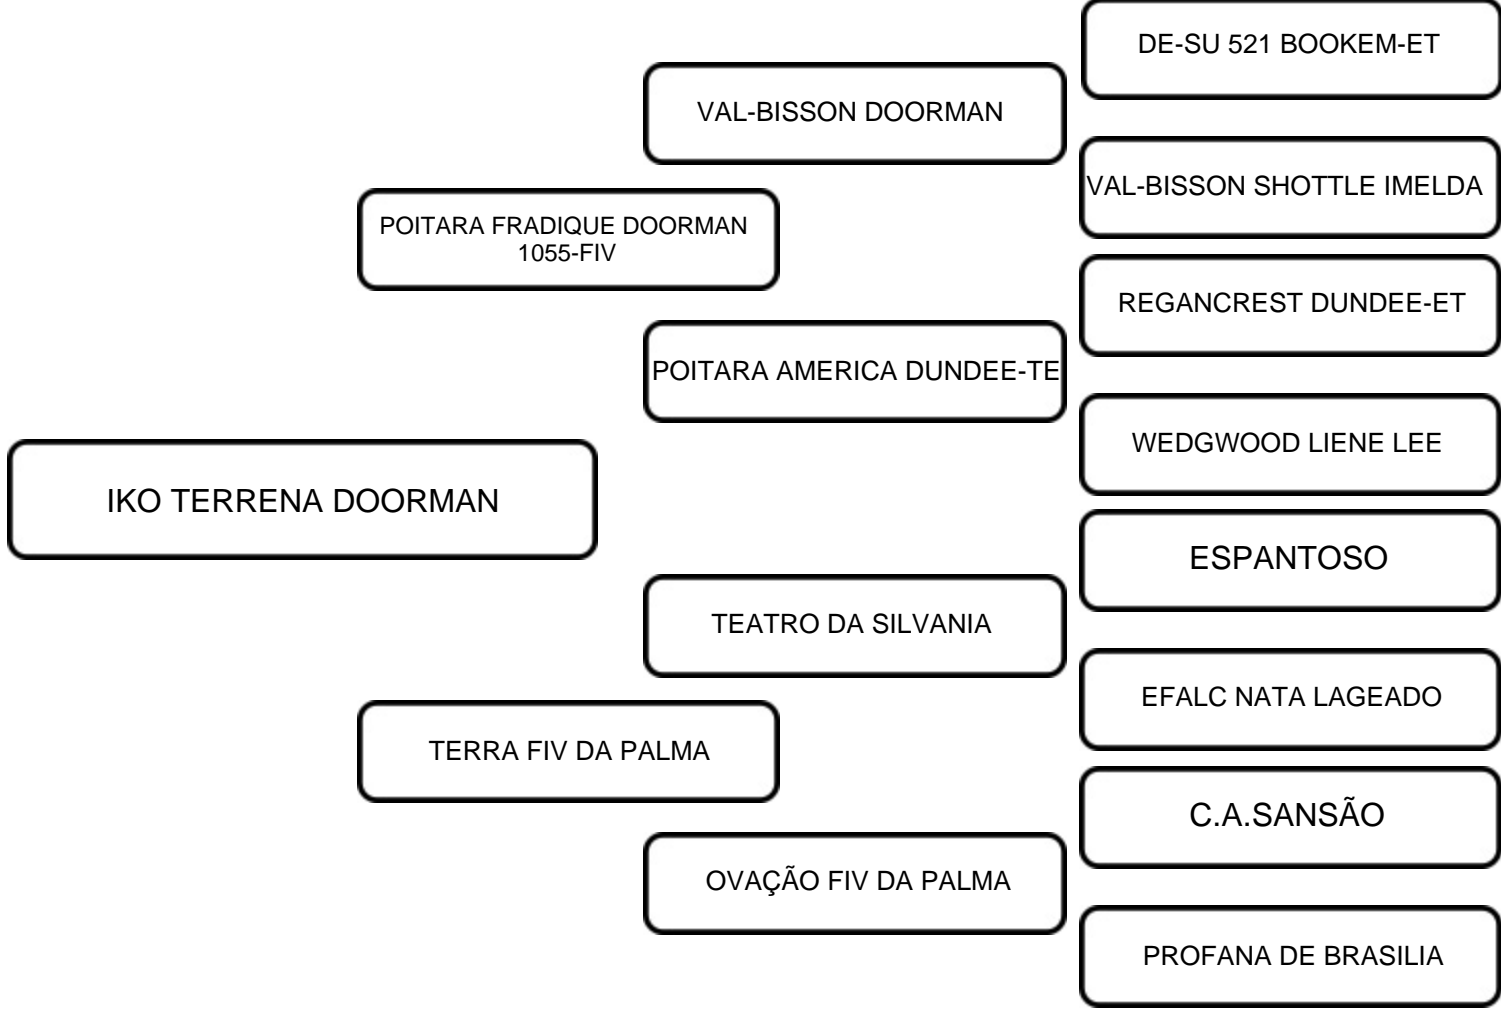 DE-SU 521 BOOKEM-ET
VAL-BISSON DOORMAN
VAL-BISSON SHOTTLE IMELDA
POITARA FRADIQUE DOORMAN
1055-FIV
REGANCREST DUNDEE-ET
POITARA AMERICA DUNDEE-TE
WEDGWOOD LIENE LEE
IKO TERRENA DOORMAN
ESPANTOSO
TEATRO DA SILVANIA
EFALC NATA LAGEADO
TERRA FIV DA PALMA
C.A.SANSÃO
OVAÇÃO FIV DA PALMA
PROFANA DE BRASILIA